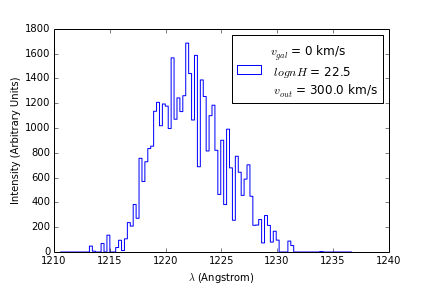 1800
1600
1400
1200
1000
800
600
400
200
0
Intensity (Arbitrary Units)
v_gal = 0 km/s
lognH = 22.5
v_out = 300.0 km/s
1210 1215 1220 1225 1230 1235 1240
λ (Angstrom)